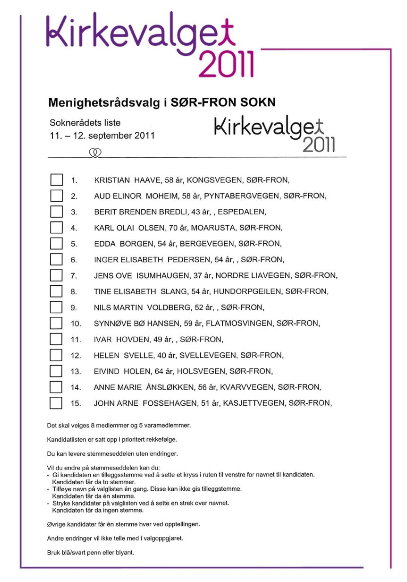 Kirkevalget
2011
Menighetsrådsvalg i SØR-FRON SOKN
Soknerådets liste
11. – 12. september 2011
Kirkevalget
2011
1. KRISTIAN HAAVE, 58 år, KONGSVEGEN, SØR-FRON,
2. AUD ELINOR MOHEIM, 58 år, PYNTABERGVEGEN, SØR-FRON,
3. BERIT BRENDEN BREDLI, 43 år, , ESPEDALEN,
4. KARL OLAI OLSEN, 70 år, MOARUSTA, SØR-FRON,
5. EDDA BORGEN, 54 år, BERGEVEGEN, SØR-FRON,
6. INGER ELISABETH PEDERSEN, 54 år, , SØR-FRON,
7. JENS OVE ISUMHAUGEN, 37 år, NORDRE LIAVEGEN, SØR-FRON,
8. TINE ELISABETH SLANG, 54 år, HUNDORPGEILEN, SØR-FRON,
9. NILS MARTIN VOLDBERG, 52 år, , SØR-FRON,
10. SYNNØVE BØ HANSEN, 59 år, FLATMOSVINGEN, SØR-FRON,
11. IVAR HOVDEN, 49 år, , SØR-FRON,
12. HELEN SVELLE, 40 år, SVELLEVEGEN, SØR-FRON,
13. EIVIND HOLEN, 64 år, HOLSVEGEN, SØR-FRON,
14. ANNE MARIE ÅNSLØKKEN, 56 år, KVARVVEGEN, SØR-FRON,
15. JOHN ARNE FOSSEHAGEN, 51 år, KASJETTVEGEN, SØR-FRON,
Det skal velges 8 medlemmer og 5 varamedlemmer.
Kandidatlisten er satt opp i prioritert rekkefølge.
Du kan levere stemmeseddelen uten endringer.
Vil du endre på stemmeseddelen kan du:
- Gi kandidaten en tilleggsstemme ved å sette et kryss i ruten til venstre for navnet til kandidaten.
Kandidaten får da to stemmer.
- Tilføye navn på valglisten én gang. Disse kan ikke gis tilleggstemme.
Kandidaten får da én stemme.
- Stryke kandidater på valglisten ved å sette en strek over navnet.
Kandidaten får da ingen stemme.
Øvrige kandidater får én stemme hver ved opptellingen.
Andre endringer vil ikke telle med i valgoppgjøret.
Bruk blå/svart penn eller blyant.